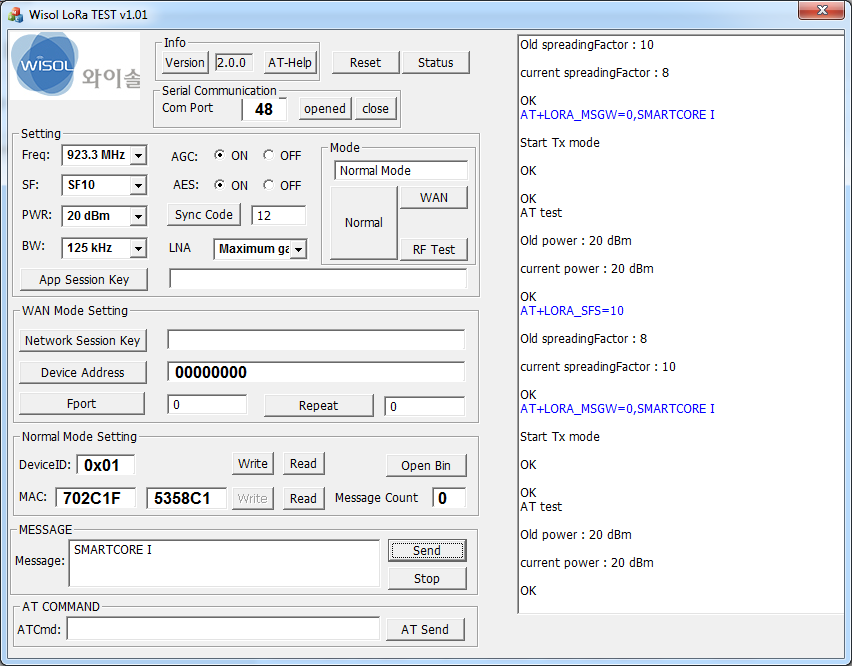 Wisol LoRa TEST v1.01
WiSOL 와이솔
Info
Version 2.0.0 AT-Help Reset Status
Serial Communication
Com Port 48 opened close
Setting
Freq: 923.3 MHz AGC: ON OFF
SF: SF10 AES: ON OFF
PWR: 20 dBm Sync Code 12
BW: 125 kHz LNA Maximum ga
Mode
Normal Mode
Normal WAN
RF Test
App Session Key
WAN Mode Setting
Network Session Key
Device Address 00000000
Fport 0 Repeat 0
Normal Mode Setting
DeviceID: 0x01 Write Read Open Bin
MAC: 702C1F 5358C1 Write Read Message Count 0
MESSAGE
Message: SMARTCORE I Send
Stop
AT COMMAND
ATCmd: AT Send
Old spreadingFactor : 10
current spreadingFactor : 8
OK
AT+LORA_MSGW=0,SMARTCORE I
Start Tx mode
OK
OK
AT test
Old power : 20 dBm
current power : 20 dBm
OK
AT+LORA_SFS=10
Old spreadingFactor : 8
current spreadingFactor : 10
OK
AT+LORA_MSGW=0,SMARTCORE I
Start Tx mode
OK
OK
AT test
Old power : 20 dBm
current power : 20 dBm
OK